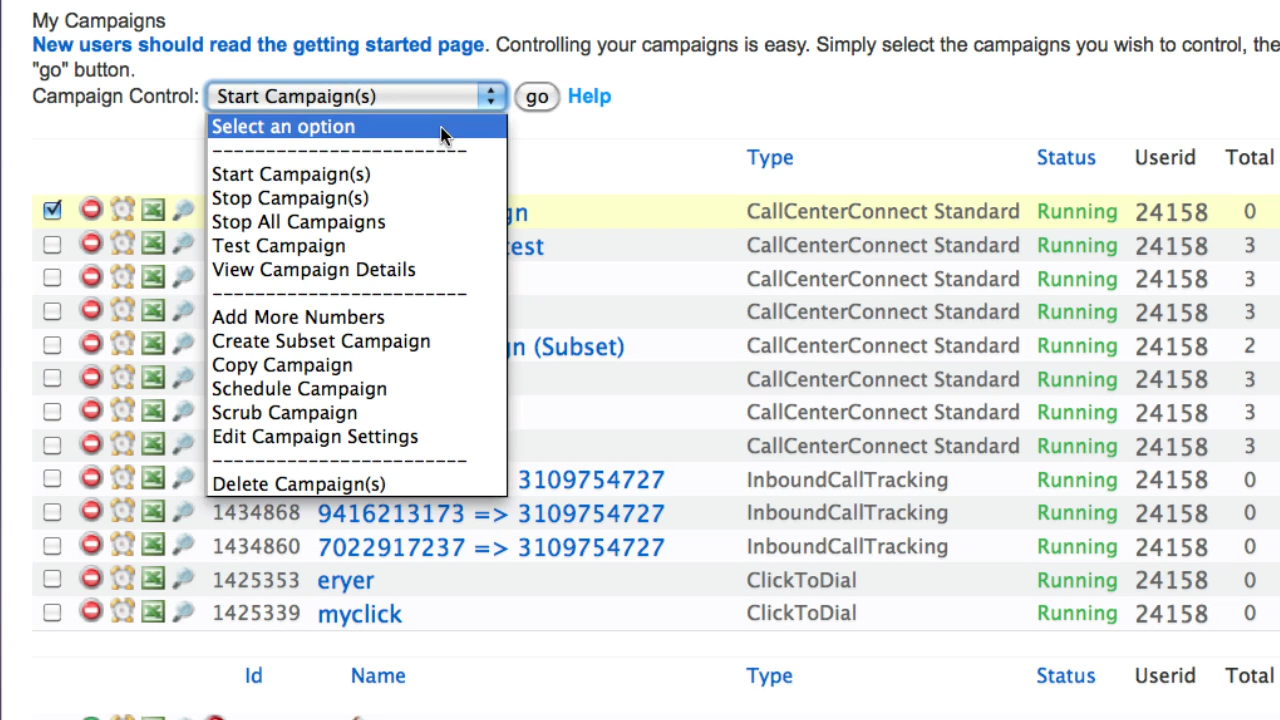 My Campaigns
New users should read the getting started page. Controlling your campaigns is easy. Simply select the campaigns you wish to control, the
"go" button.
Campaign Control: Start Campaign(s) go Help
Select an option
------------------------
Type Status Userid Total
Start Campaign(s)
Stop Campaign(s)
Stop All Campaigns
Test Campaign
View Campaign Details
------------------------
Add More Numbers
Create Subset Campaign
Copy Campaign
Schedule Campaign
Scrub Campaign
Edit Campaign Settings
------------------------
Delete Campaign(s)
gn CallCenterConnect Standard Running 24158 0
test CallCenterConnect Standard Running 24158 3
CallCenterConnect Standard Running 24158 3
CallCenterConnect Standard Running 24158 3
gn (Subset) CallCenterConnect Standard Running 24158 2
CallCenterConnect Standard Running 24158 3
CallCenterConnect Standard Running 24158 3
CallCenterConnect Standard Running 24158 3
3109754727 InboundCallTracking Running 24158 0
1434868 9416213173 => 3109754727 InboundCallTracking Running 24158 0
1434860 7022917237 => 3109754727 InboundCallTracking Running 24158 0
1425353 eryer ClickToDial Running 24158 0
1425339 myclick ClickToDial Running 24158 0
Id Name Type Status Userid Total